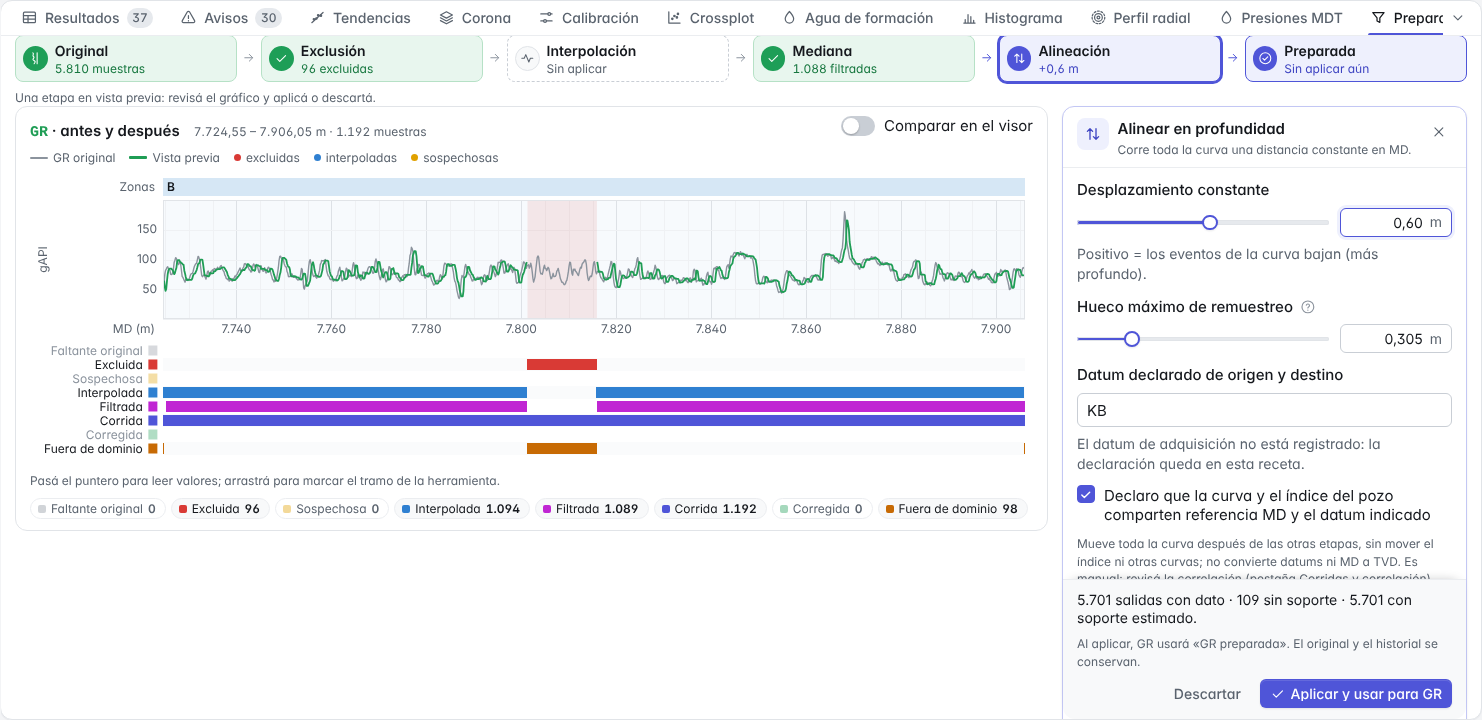 Resultados 37 Avisos 30 Tendencias Corona Calibración Crossplot Agua de formación Histograma Perfil radial Presiones MDT
Original
5.810 muestras
Exclusión
96 excluidas
Interpolación
Sin aplicar
Mediana
1.088 filtradas
Alineación
+0,6 m
Preparada
Sin aplicar aún
Una etapa en vista previa: revisá el gráfico y aplicá o descartá.
GR · antes y después 7.724,55 – 7.906,05 m · 1.192 muestras
Comparar en el visor
GR original Vista previa excluidas interpoladas sospechosas
Zonas B
gAPI
150
100
50
MD (m) 7.740 7.760 7.780 7.800 7.820 7.840 7.860 7.880 7.900
Faltante original
Excluida
Sospechosa
Interpolada
Filtrada
Corrida
Corregida
Fuera de dominio
Pasá el puntero para leer valores; arrastrá para marcar el tramo de la herramienta.
Faltante original 0 Excluida 96 Sospechosa 0 Interpolada 1.094 Filtrada 1.089 Corrida 1.192 Corregida 0 Fuera de dominio 98
Alinear en profundidad
Corre toda la curva una distancia constante en MD.
Desplazamiento constante
0,60 m
Positivo = los eventos de la curva bajan (más
profundo).
Hueco máximo de remuestreo
0,305 m
Datum declarado de origen y destino
KB
El datum de adquisición no está registrado: la
declaración queda en esta receta.
Declaro que la curva y el índice del pozo
comparten referencia MD y el datum indicado
Mueve toda la curva después de las otras etapas, sin mover el
índice ni otras curvas; no convierte datums ni MD a TVD. Es
manual: revisá la correlación (pestaña Corridas y correlación)
5.701 salidas con dato · 109 sin soporte · 5.701 con
soporte estimado.
Al aplicar, GR usará «GR preparada». El original y el historial se
conservan.
Descartar
Aplicar y usar para GR